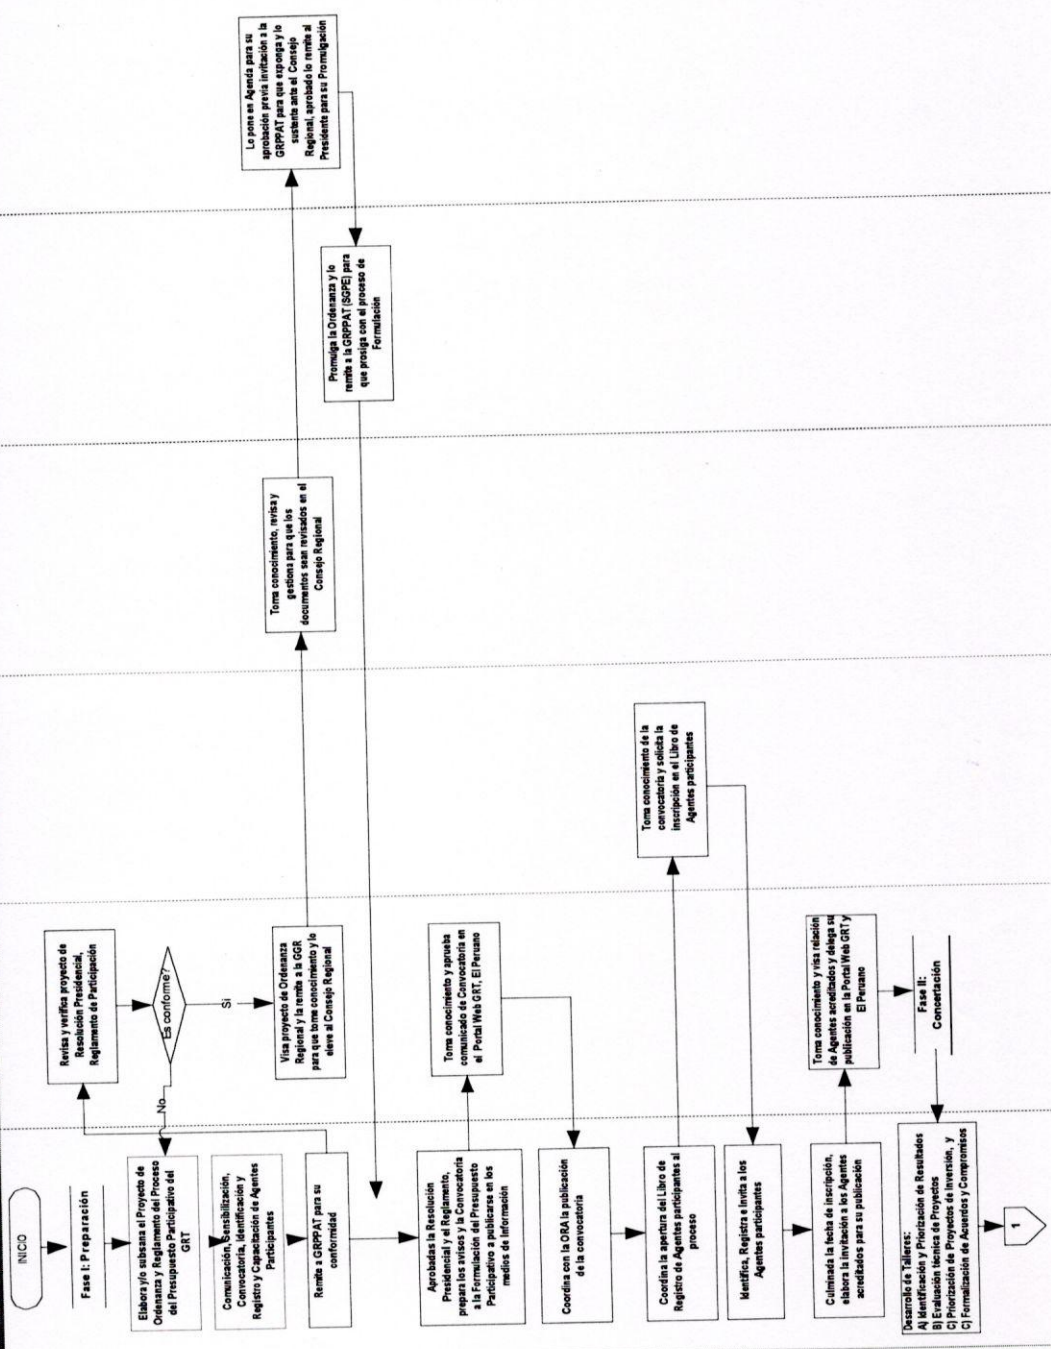 INICIO
Fase I: Preparación
Elabora y/o subsana el Proyecto de
Ordenanza y Reglamento del Proceso
del Presupuesto Participativo del
GRT
Comunicación, Sensibilización,
Convocatoria, Identificación y
Registro y Capacitación de Agentes
Participantes
Remite a GRPPAT para su
conformidad
Revisa y verifica proyecto de
Resolución Presidencial,
Reglamento de Participación
Es conforme?
No
Si
Visa proyecto de Ordenanza
Regional y la remite a la GGR
para que tome conocimiento y lo
eleve al Consejo Regional
Toma conocimiento, revisa y
gestiona para que los
documentos sean revisados en el
Consejo Regional
Lo pone en Agenda para su
aprobación previa invitación a la
GRPPAT para que exponga y lo
sustente ante el Consejo
Regional, aprobado lo remite al
Presidente para su Promulgación
Promulga la Ordenanza y lo
remite a la GRPPAT (SGPE) para
que prosiga con el proceso de
Formulación
Aprobadas la Resolución
Presidencial y el Reglamento,
prepara los avisos y la Convocatoria
a la Formulación del Presupuesto
Participativo a publicarse en los
medios de Información
Toma conocimiento y aprueba
comunicado de Convocatoria en
el Portal Web GRT, El Peruano
Coordina con la ORA la publicación
de la convocatoria
Coordina la apertura del Libro de
Registro de Agentes participantes al
proceso
Toma conocimiento de la
convocatoria y solicita la
inscripción en el Libro de
Agentes participantes
Identifica, Registra e invita a los
Agentes participantes
Culminada la fecha de inscripción,
elabora la invitación a los Agentes
acreditados para su publicación
Toma conocimiento y visa relación
de Agentes acreditados y delega su
publicación en la Portal Web GRT y
El Peruano
Fase II:
Concertación
Desarrollo de Talleres:
A) Identificación y Priorización de Resultados
B) Evaluación técnica de Proyectos
C) Priorización de Proyectos de Inversión, y
C) Formalización de Acuerdos y Compromisos
1